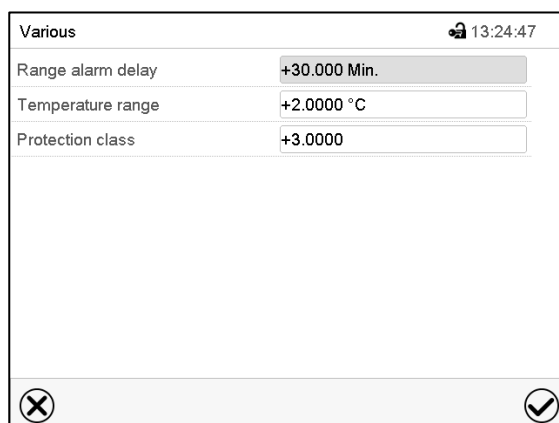 Various 13:24:47
Range alarm delay +30.000 Min.
Temperature range +2.0000 °C
Protection class +3.0000